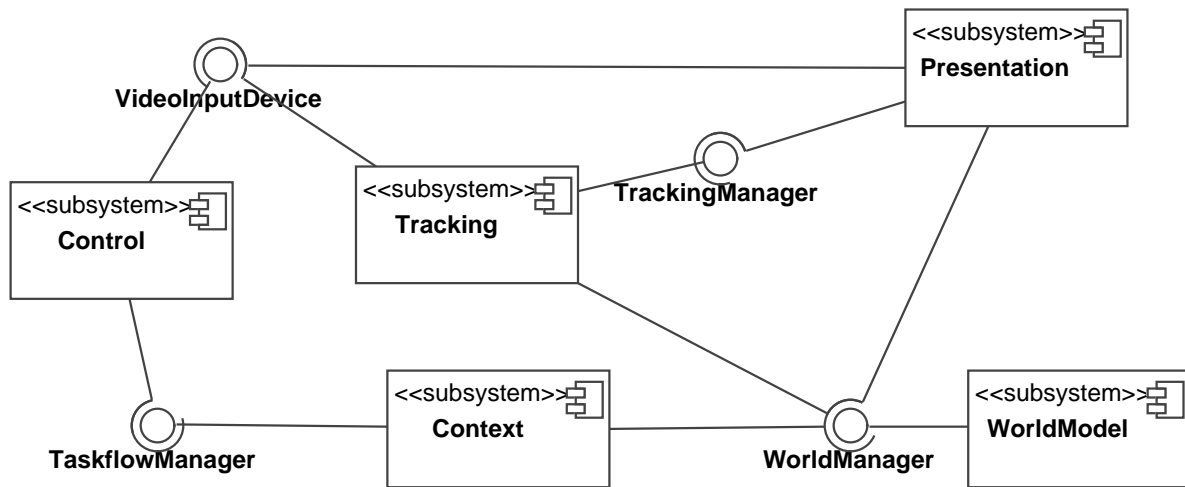 <<subsystem>>
Presentation
VideoInputDevice
<<subsystem>>
Tracking
TrackingManager
<<subsystem>>
Control
<<subsystem>>
Context
<<subsystem>>
WorldModel
TaskflowManager
WorldManager